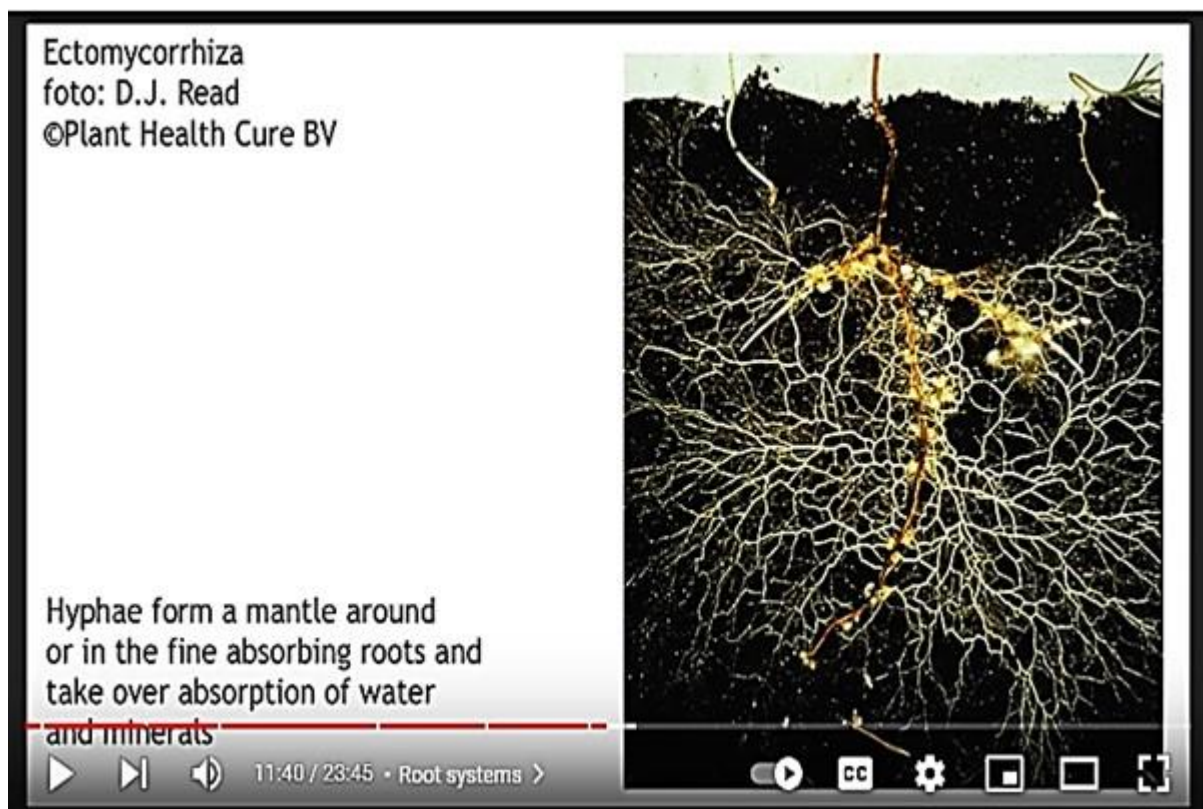 Ectomycorrhiza
foto: D.J. Read
©Plant Health Cure BV
Hyphae form a mantle around
or in the fine absorbing roots and
take over absorption of water
and minerals
11:40 / 23:45 • Root systems >
CC